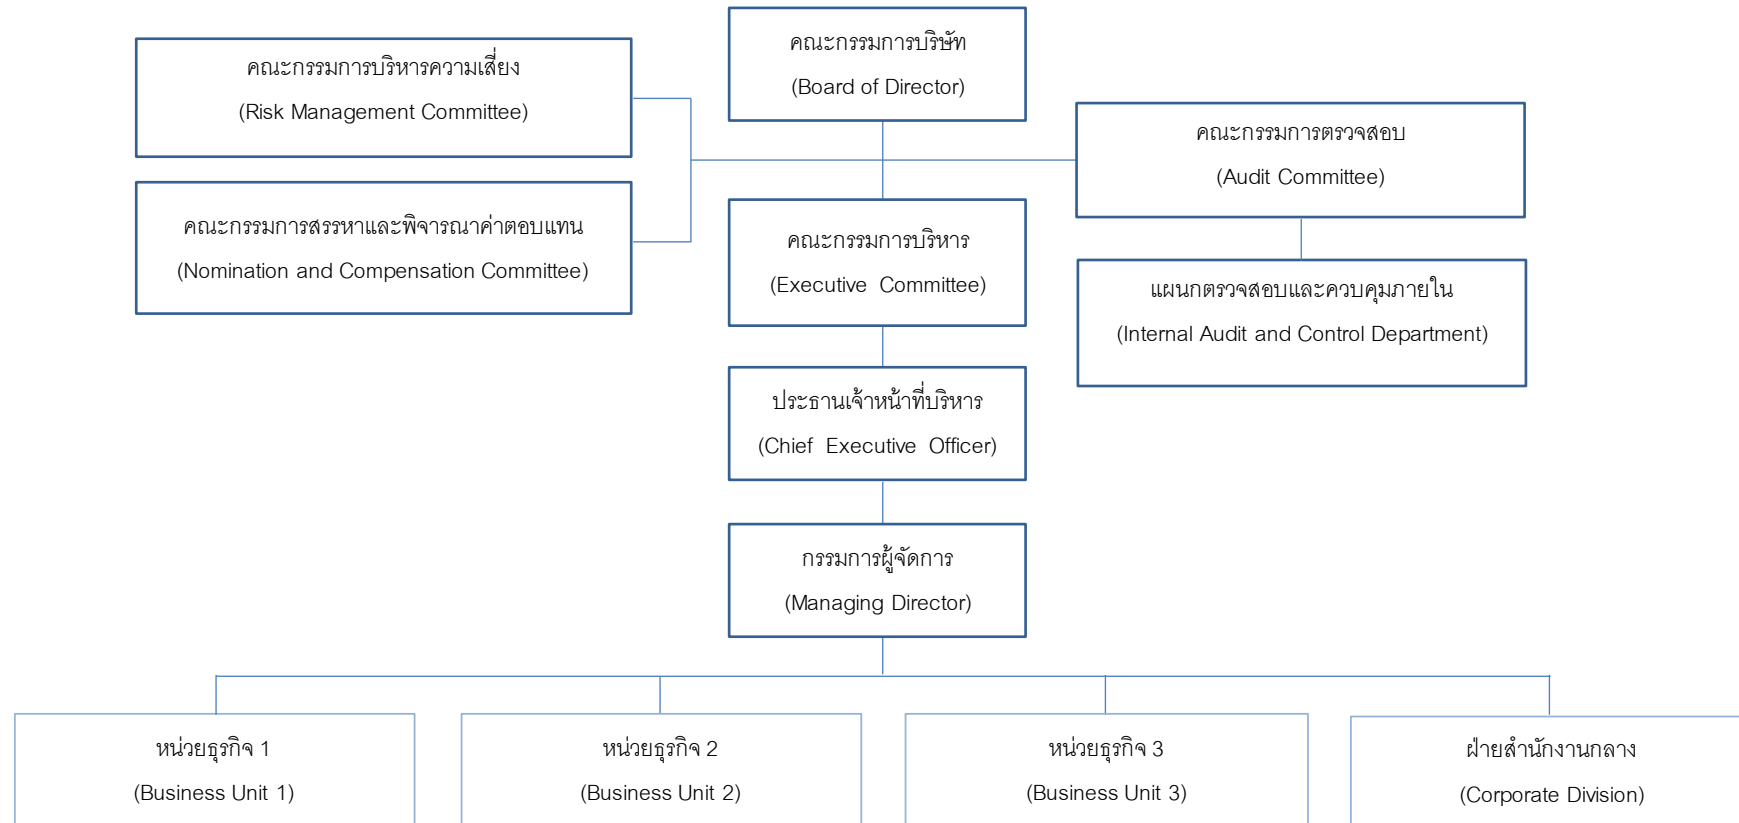 คณะกรรมการบริษัท
(Board of Director)
คณะกรรมการบริหารความเสี่ยง
(Risk Management Committee)
คณะกรรมการตรวจสอบ
(Audit Committee)
คณะกรรมการสรรหาและพิจารณาค่าตอบแทน
(Nomination and Compensation Committee)
คณะกรรมการบริหาร
(Executive Committee)
แผนกตรวจสอบและควบคุมภายใน
(Internal Audit and Control Department)
ประธานเจ้าหน้าที่บริหาร
(Chief Executive Officer)
กรรมการผู้จัดการ
(Managing Director)
หน่วยธุรกิจ 1
(Business Unit 1)
หน่วยธุรกิจ 2
(Business Unit 2)
หน่วยธุรกิจ 3
(Business Unit 3)
ฝ่ายสำนักงานกลาง
(Corporate Division)